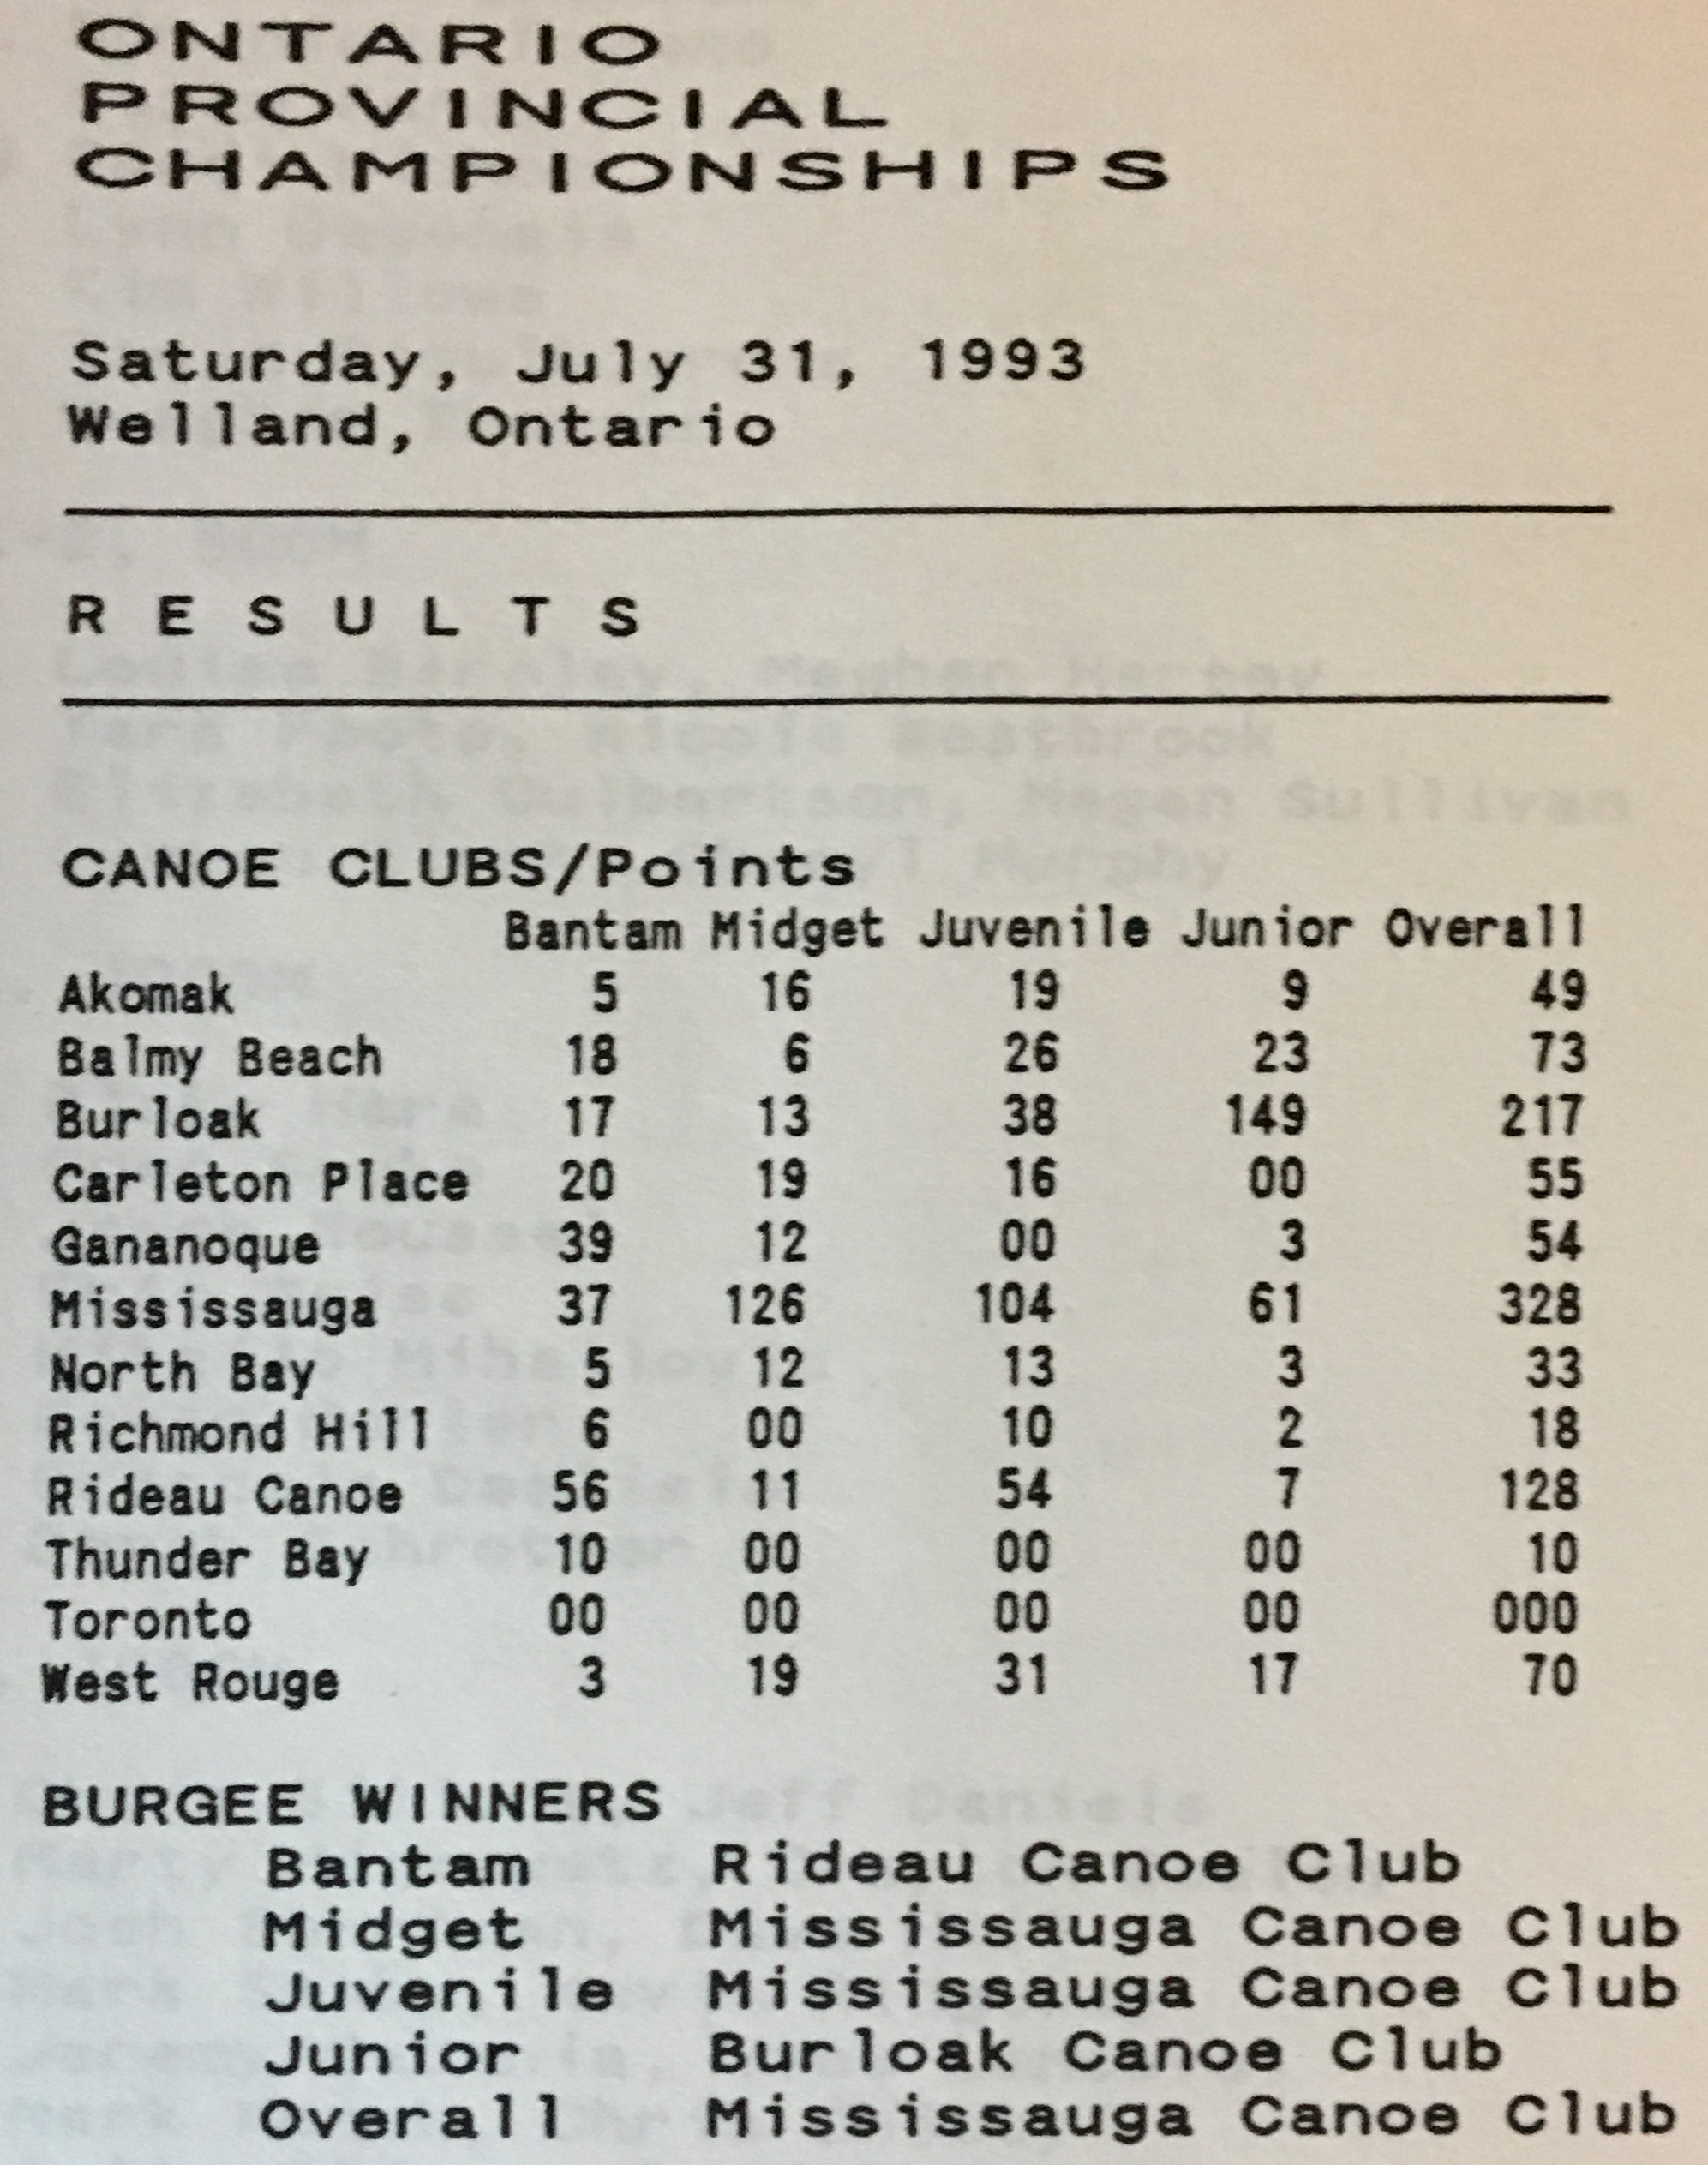 ONTARIO
PROVINCIAL
CHAMPIONSHIPS
Saturday, July 31, 1993
Welland, Ontario
RESULTS
CANOE CLUBS/Points
Bantam Midget Juvenile Junior Overall
Akomak 5 16 19 9 49
Balmy Beach 18 6 26 23 73
Burloak 17 13 38 149 217
Carleton Place 20 19 16 00 55
Gananoque 39 12 00 3 54
Mississauga 37 126 104 61 328
North Bay 5 12 13 3 33
Richmond Hill 6 00 10 2 18
Rideau Canoe 56 11 54 7 128
Thunder Bay 10 00 00 00 10
Toronto 00 00 00 00 000
West Rouge 3 19 31 17 70
BURGEE WINNERS
Bantam Rideau Canoe Club
Midget Mississauga Canoe Club
Juvenile Mississauga Canoe Club
Junior Burloak Canoe Club
Overall Mississauga Canoe Club